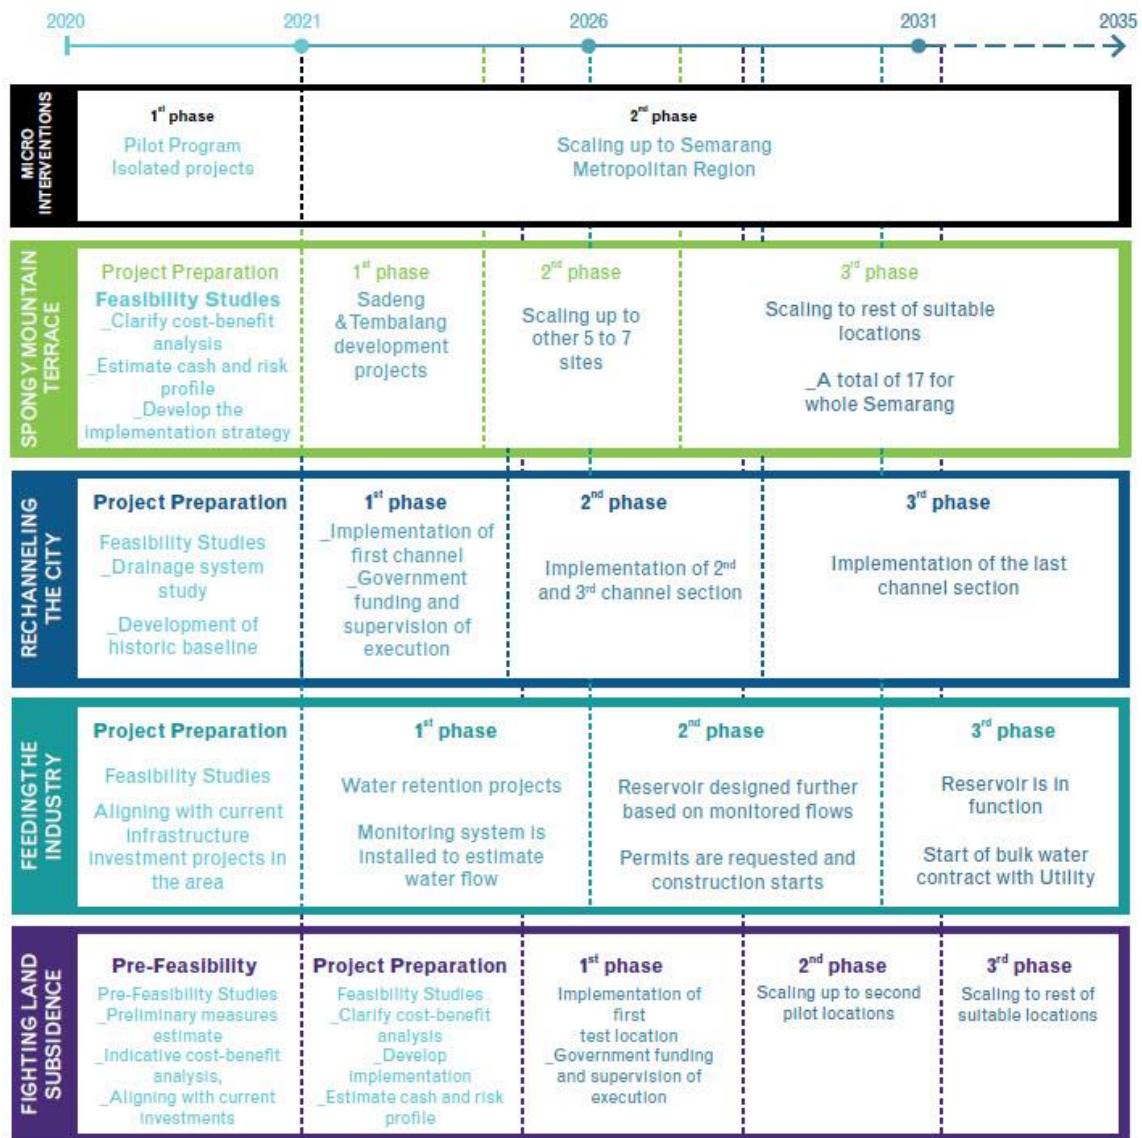 2020
2021
2026
2031
2035
MICRO
INTERVENTIONS
1st phase
Pilot Program
Isolated projects
2nd phase
Scaling up to Semarang
Metropolitan Region
SPONGY MOUNTAIN
TERRACE
Project Preparation
Feasibility Studies
_Clarify cost-benefit
analysis
_Estimate cash and risk
profile
_Develop the
implementation strategy
1st phase
Sadeng
& Tembalang
development
projects
2nd phase
Scaling up to
other 5 to 7
sites
3rd phase
Scaling to rest of suitable
locations
_A total of 17 for
whole Semarang
RECHANNELING
THE CITY
Project Preparation
Feasibility Studies
_Drainage system
study
_Development of
historic baseline
1st phase
_Implementation of
first channel
_Government
funding and
supervision of
execution
2nd phase
Implementation of 2nd
and 3rd channel section
3rd phase
Implementation of the last
channel section
FEEDINGTHE
INDUSTRY
Project Preparation
Feasibility Studies
Aligning with current
infrastructure
investment projects in
the area
1st phase
Water retention projects
Monitoring system is
installed to estimate
water flow
2nd phase
Reservoir designed further
based on monitored flows
Permits are requested and
construction starts
3rd phase
Reservoir is in
function
Start of bulk water
contract with Utility
FIGHTING LAND
SUBSIDENCE
Pre-Feasibility
Pre-Feasibility Studies
_Preliminary measures
estimate
_Indicative cost-benefit
analysis,
_Aligning with current
investments
Project Preparation
Feasibility Studies
_Clarify cost-benefit
analysis
_Develop
implementation
_Estimate cash and risk
profile
1st phase
Implementation of
first
test location
_Government funding
and supervision of
execution
2nd phase
Scaling up to second
pilot locations
3rd phase
Scaling to rest of
suitable locations